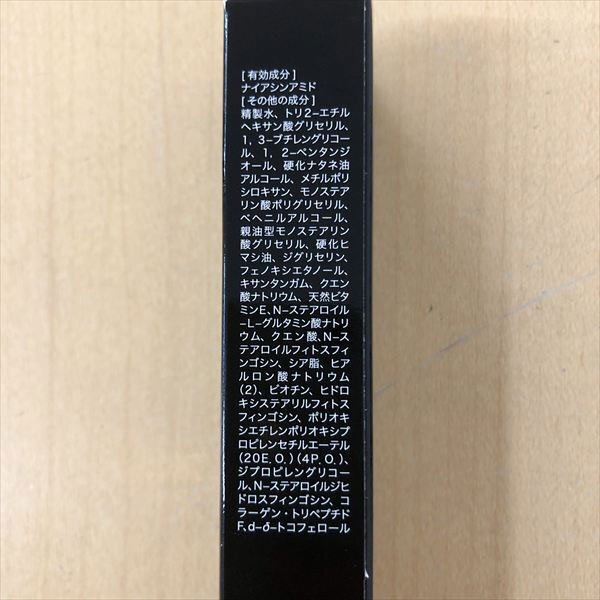 [有効成分]
ナイアシンアミド
[その他の成分]
精製水、トリ2-エチル
ヘキサン酸グリセリル、
1,3-ブチレングリコー
ル、1,2-ペンタンジ
オール、硬化ナタネ油
アルコール、メチルポリ
シロキサン、モノステア
リン酸ポリグリセリル、
ベヘニルアルコール、
親油型モノステアリン
酸グリセリル、硬化ヒ
マシ油、ジグリセリン、
フェノキシエタノール、
キサンタンガム、クエン
酸ナトリウム、天然ビタ
ミンE、N-ステアロイル
-L-グルタミン酸ナトリ
ウム、クエン酸、N-ス
テアロイルフィトスフィ
ンゴシン、シア脂、ヒア
ルロン酸ナトリウム
(2)、ビオチン、ヒドロ
キシステアリルフィトス
フィンゴシン、ポリオキ
シエチレンポリオキシプ
ロピレンセチルエーテル
(20E.O.)(4P.O.)、
ジプロピレングリコー
ル、N-ステアロイルジヒ
ドロスフィンゴシン、コ
ラーゲン・トリペプチド
F、d-δ-トコフェロール